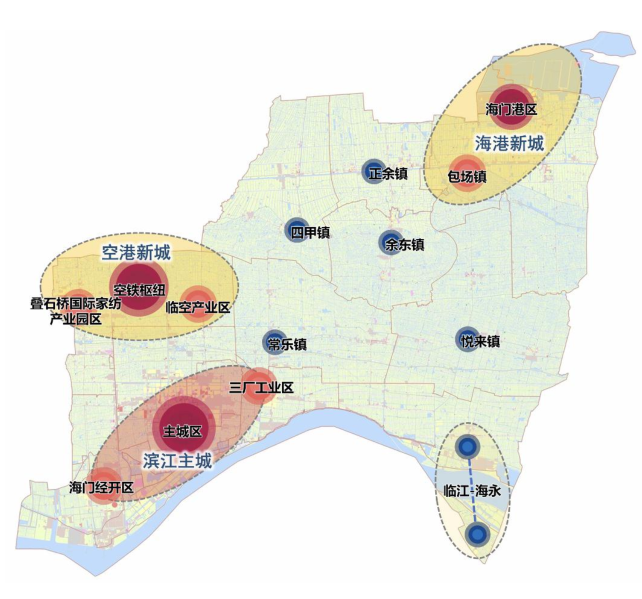 海门港区
海港新城
正余镇
包场镇
四甲镇
余东镇
空港新城
空铁枢纽
叠石桥国际家纺
产业园区
临空产业区
常乐镇
悦来镇
三厂工业区
主城区
滨江主城
海门经开区
临江-海永